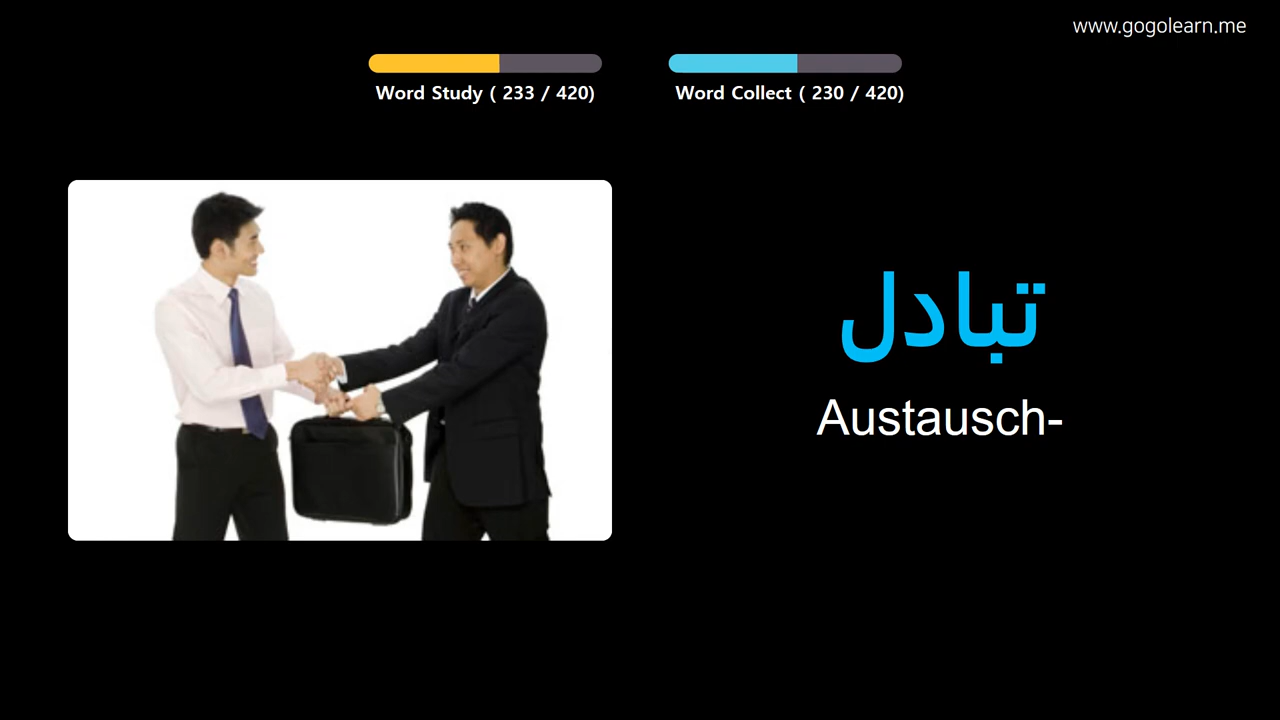 www.gogolearn.me
Word Study ( 233 / 420)
Word Collect ( 230 / 420)
تبادل
Austausch-